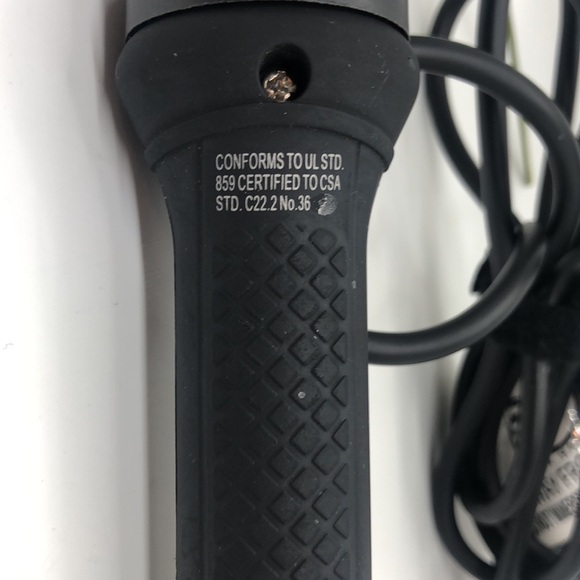 CONFORMS TO UL STD.
859 CERTIFIED TO CSA
STD. C22.2 No.36